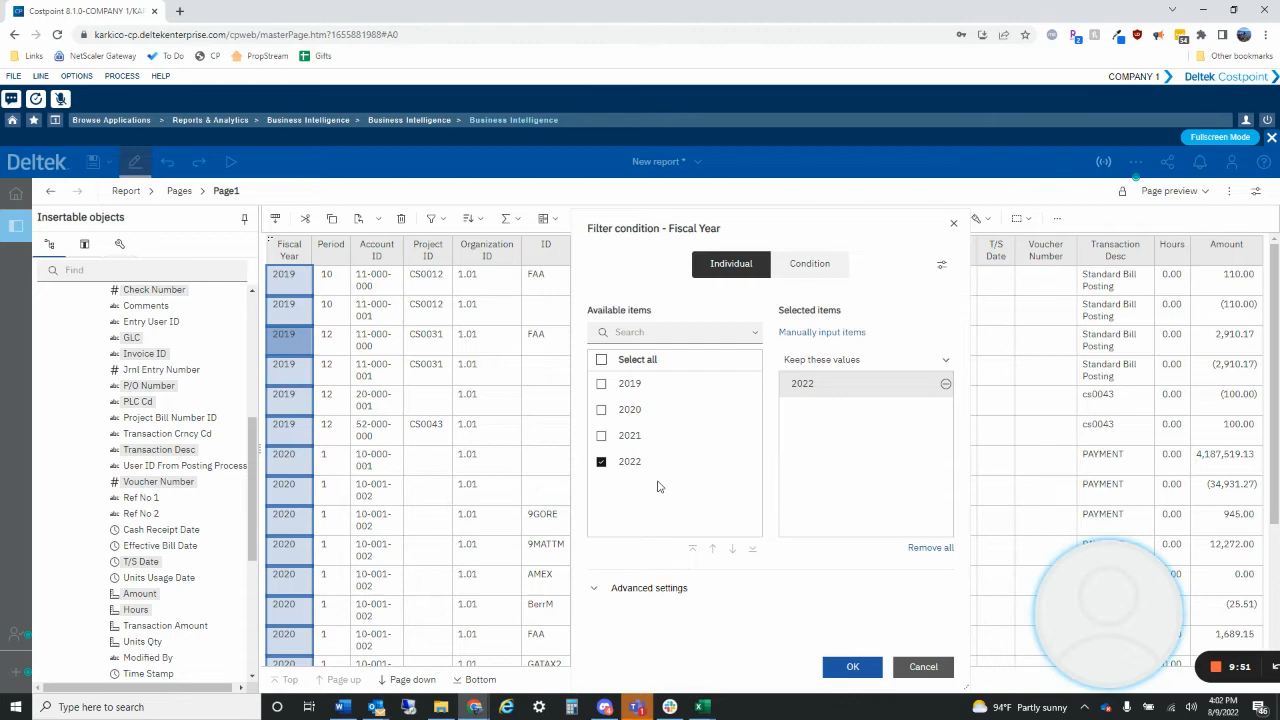 Costpoint 8.1.0-COMPANY 1/KAR
karkico-cp.deltekenterprise.com/cpweb/masterPage.htm?1655881988#A0
Links NetScaler Gateway To Do CP PropStream Gifts Other bookmarks
FILE LINE OPTIONS PROCESS HELP COMPANY 1 Deltek Costpoint
Browse Applications > Reports & Analytics > Business Intelligence > Business Intelligence > Business Intelligence
Fullscreen Mode
Deltek New report *
Report > Pages > Page1 Page preview
Insertable objects
Find
Check Number
Comments
Entry User ID
GLC
Invoice ID
Jrnl Entry Number
P/O Number
PLC Cd
Project Bill Number ID
Transaction Crncy Cd
Transaction Desc
User ID From Posting Process
Voucher Number
Ref No 1
Ref No 2
Cash Receipt Date
Effective Bill Date
T/S Date
Units Usage Date
Amount
Hours
Transaction Amount
Units Qty
Modified By
Time Stamp
Fiscal Year Period Account ID Project ID Organization ID ID
2019 10 11-000-000 CS0012 1.01 FAA
2019 10 11-000-001 CS0012 1.01
2019 12 11-000-000 CS0031 1.01 FAA
2019 12 11-000-001 CS0031 1.01
2019 12 20-000-001 1.01
2019 12 52-000-000 CS0043 1.01
2020 1 10-000-001 1.01
2020 1 10-001-002 1.01
2020 1 10-001-002 1.01 9GORE
2020 1 10-001-002 1.01 9MATTM
2020 1 10-001-002 1.01 AMEX
2020 1 10-001-002 1.01 BerrM
2020 1 10-001-002 1.01 FAA
2020 1 10-001- 1.01 GATAX2
Top Page up Page down Bottom
Filter condition - Fiscal Year
Individual Condition
Available items
Search
Select all
2019
2020
2021
2022
Selected items
Manually input items
Keep these values
2022
Remove all
Advanced settings
OK Cancel
T/S Date Voucher Number Transaction Desc Hours Amount
Standard Bill Posting 0.00 110.00
Standard Bill Posting 0.00 (110.00)
Standard Bill Posting 0.00 2,910.17
Standard Bill Posting 0.00 (2,910.17)
cs0043 0.00 (100.00)
cs0043 0.00 100.00
PAYMENT 0.00 4,187,519.13
PAYMENT 0.00 (34,931.27)
PAYMENT 0.00 945.00
PAYMENT 0.00 12,272.00
0.00
(25.51)
1,689.15
9:51
Type here to search
94°F Partly sunny
4:02 PM
8/9/2022
46